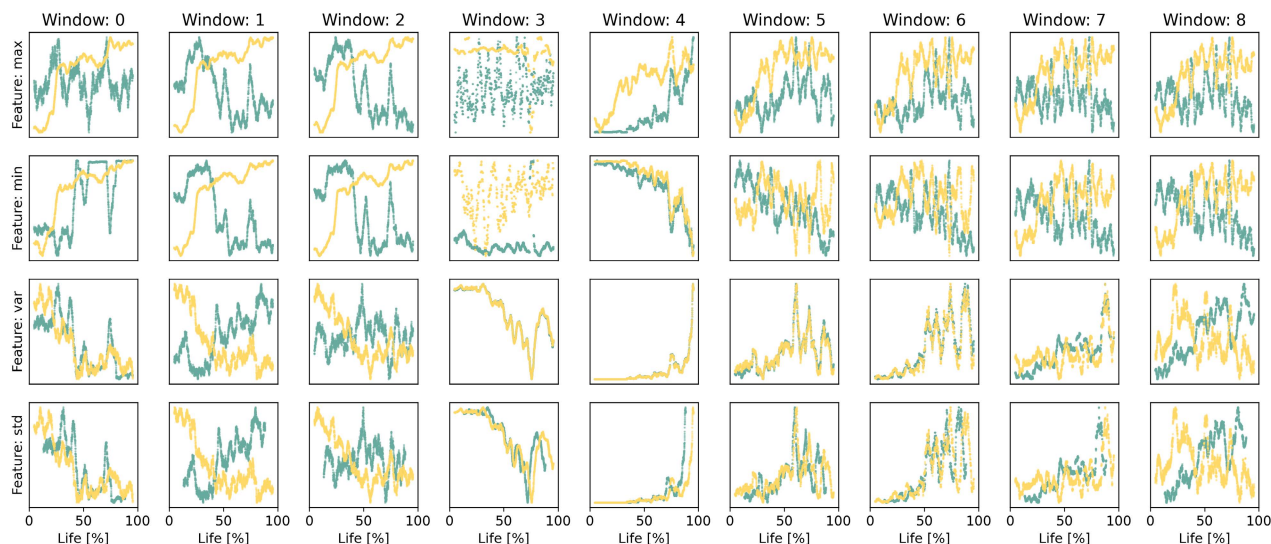 Window: 0 Window: 1 Window: 2 Window: 3 Window: 4 Window: 5 Window: 6 Window: 7 Window: 8
Feature: max
Feature: min
Feature: var
Feature: std
0 50 100 0 50 100 0 50 100 0 50 100 0 50 100 0 50 100 0 50 100 0 50 100 0 50 100
Life [%] Life [%] Life [%] Life [%] Life [%] Life [%] Life [%] Life [%] Life [%]